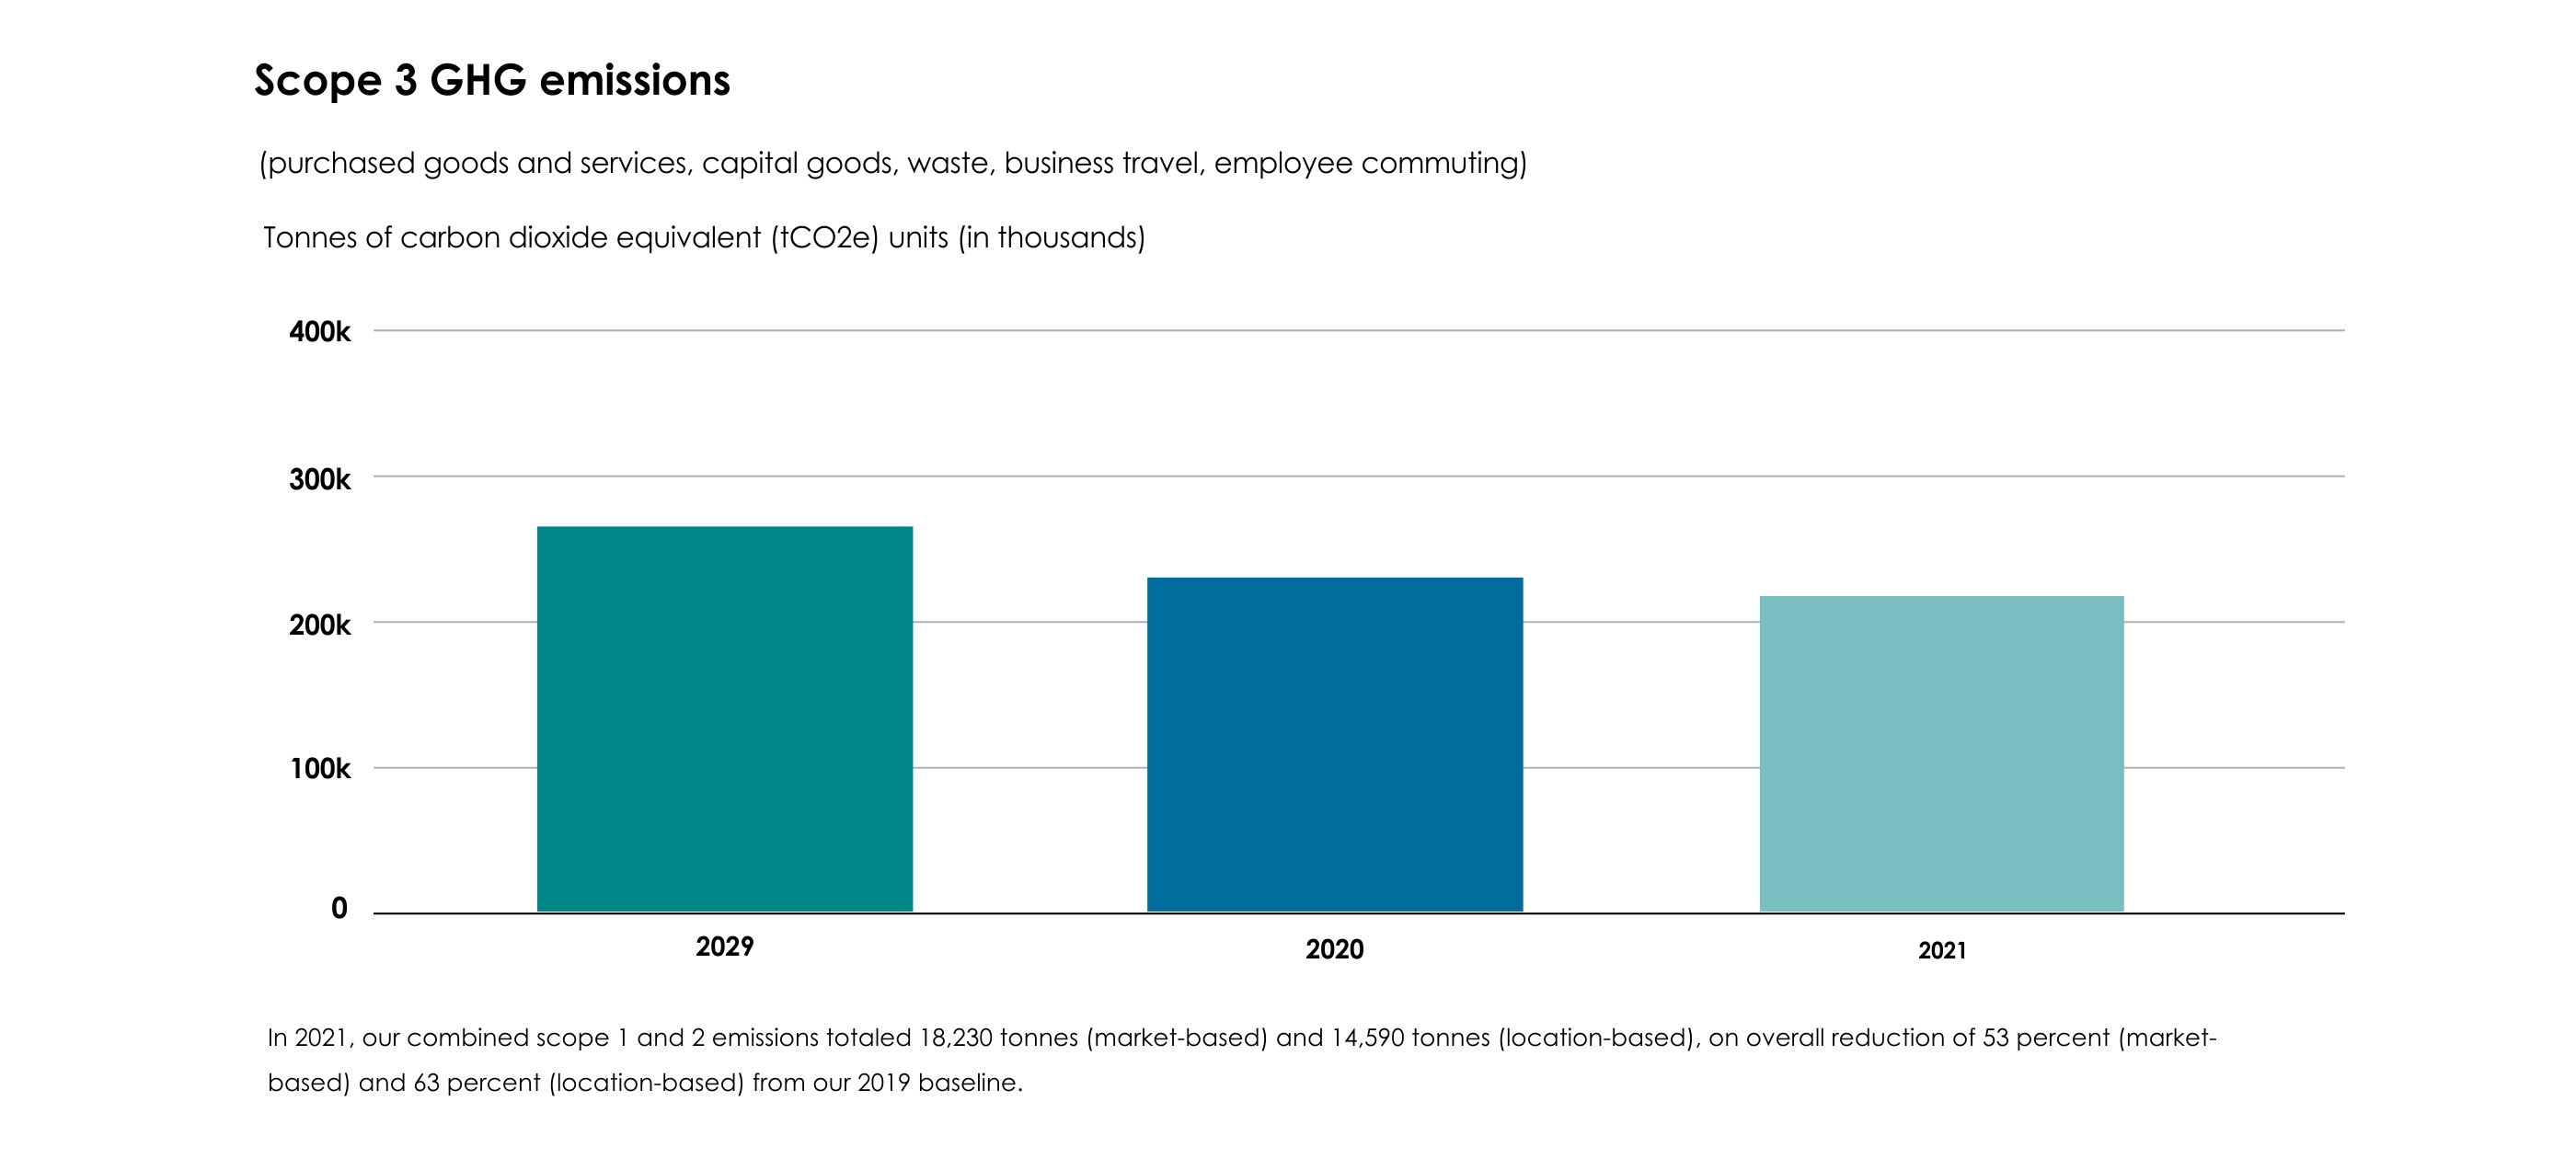 Scope 3 GHG emissions
(purchased goods and services, capital goods, waste, business travel, employee commuting)
Tonnes of carbon dioxide equivalent (tCO2e) units (in thousands)
400k
300k
200k
100k
0
2029
2020
2021
In 2021, our combined scope 1 and 2 emissions totaled 18,230 tonnes (market-based) and 14,590 tonnes (location-based), on overall reduction of 53 percent (market-
based) and 63 percent (location-based) from our 2019 baseline.